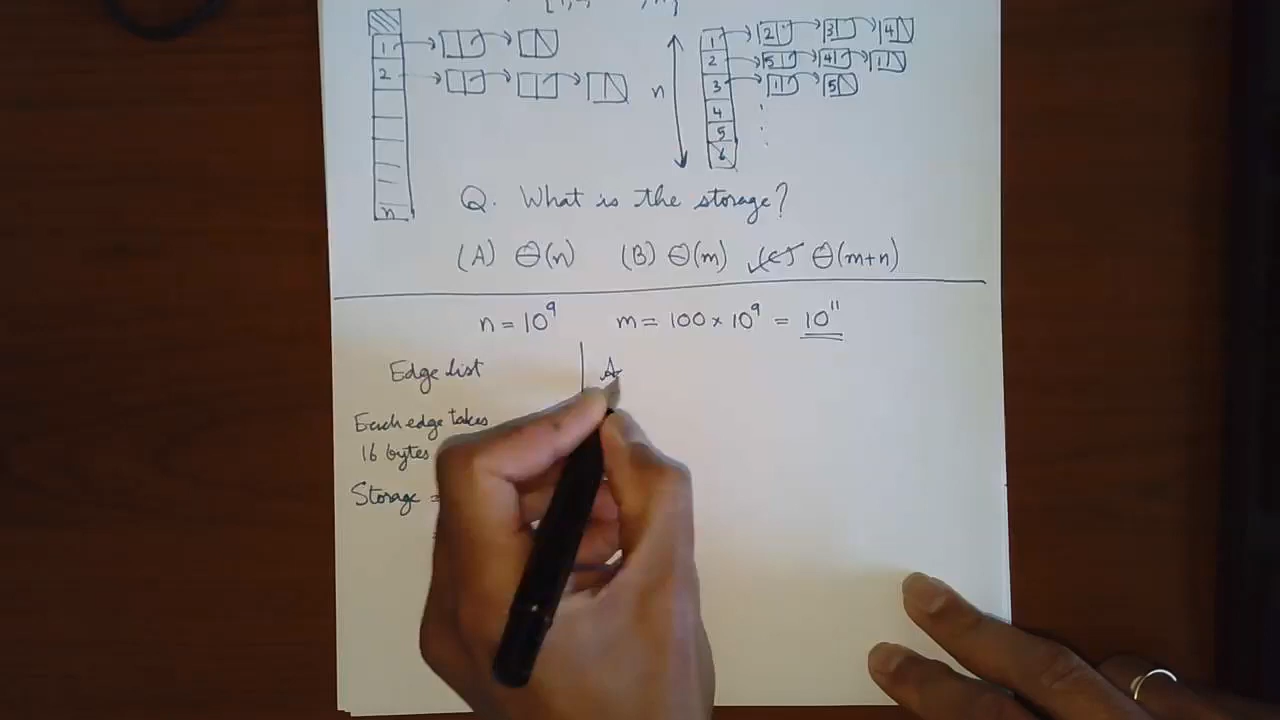 1
2
n
n
1 2 3 4
2 5 4 1
3 1 5
4
5
6
Q. What is the storage?
(A) Θ(n) (B) Θ(m) (C) Θ(m+n)
n = 10⁹ m = 100 × 10⁹ = 10¹¹
Edge list A
Each edge takes
16 bytes
Storage =